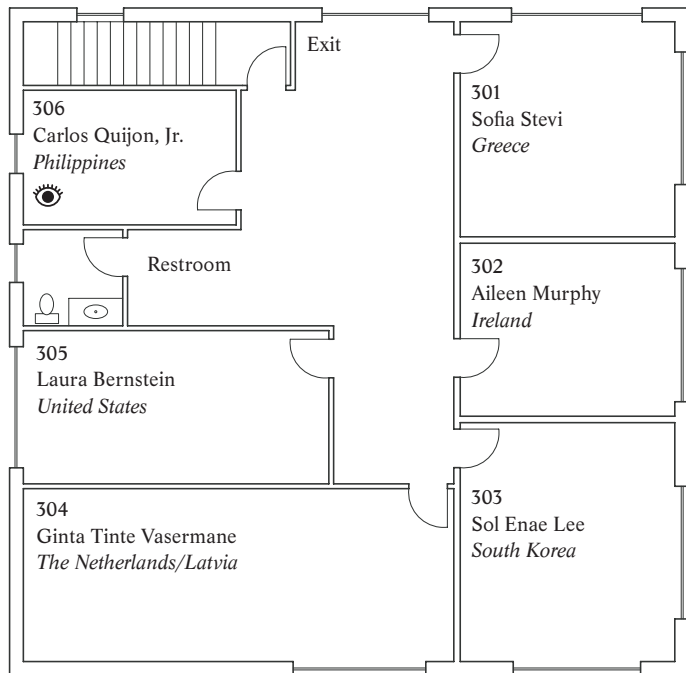 Exit
301
Sofia Stevi
Greece
306
Carlos Quijon, Jr.
Philippines
Restroom
302
Aileen Murphy
Ireland
305
Laura Bernstein
United States
303
Sol Enae Lee
South Korea
304
Ginta Tinte Vasermane
The Netherlands/Latvia